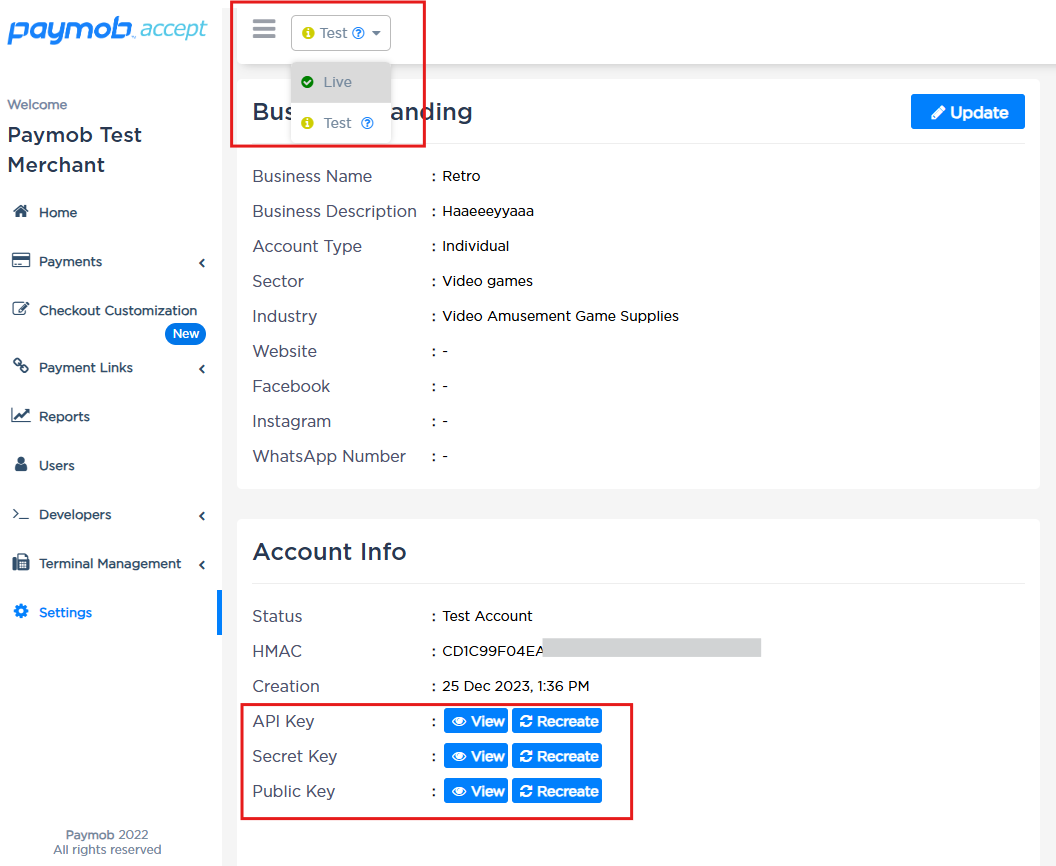 paymob accept
Test
Live
Test
Welcome
Paymob Test
Merchant
Home
Payments
Checkout Customization
New
Payment Links
Reports
Users
Developers
Terminal Management
Settings
Paymob 2022
All rights reserved
Bus anding
Update
Business Name : Retro
Business Description : Haaeeeyyaaa
Account Type : Individual
Sector : Video games
Industry : Video Amusement Game Supplies
Website : -
Facebook : -
Instagram : -
WhatsApp Number : -
Account Info
Status : Test Account
HMAC : CD1C99F04EA
Creation : 25 Dec 2023, 1:36 PM
API Key : View Recreate
Secret Key : View Recreate
Public Key : View Recreate